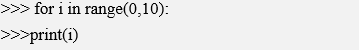 >>> for i in range(0,10):
>>>print(i)